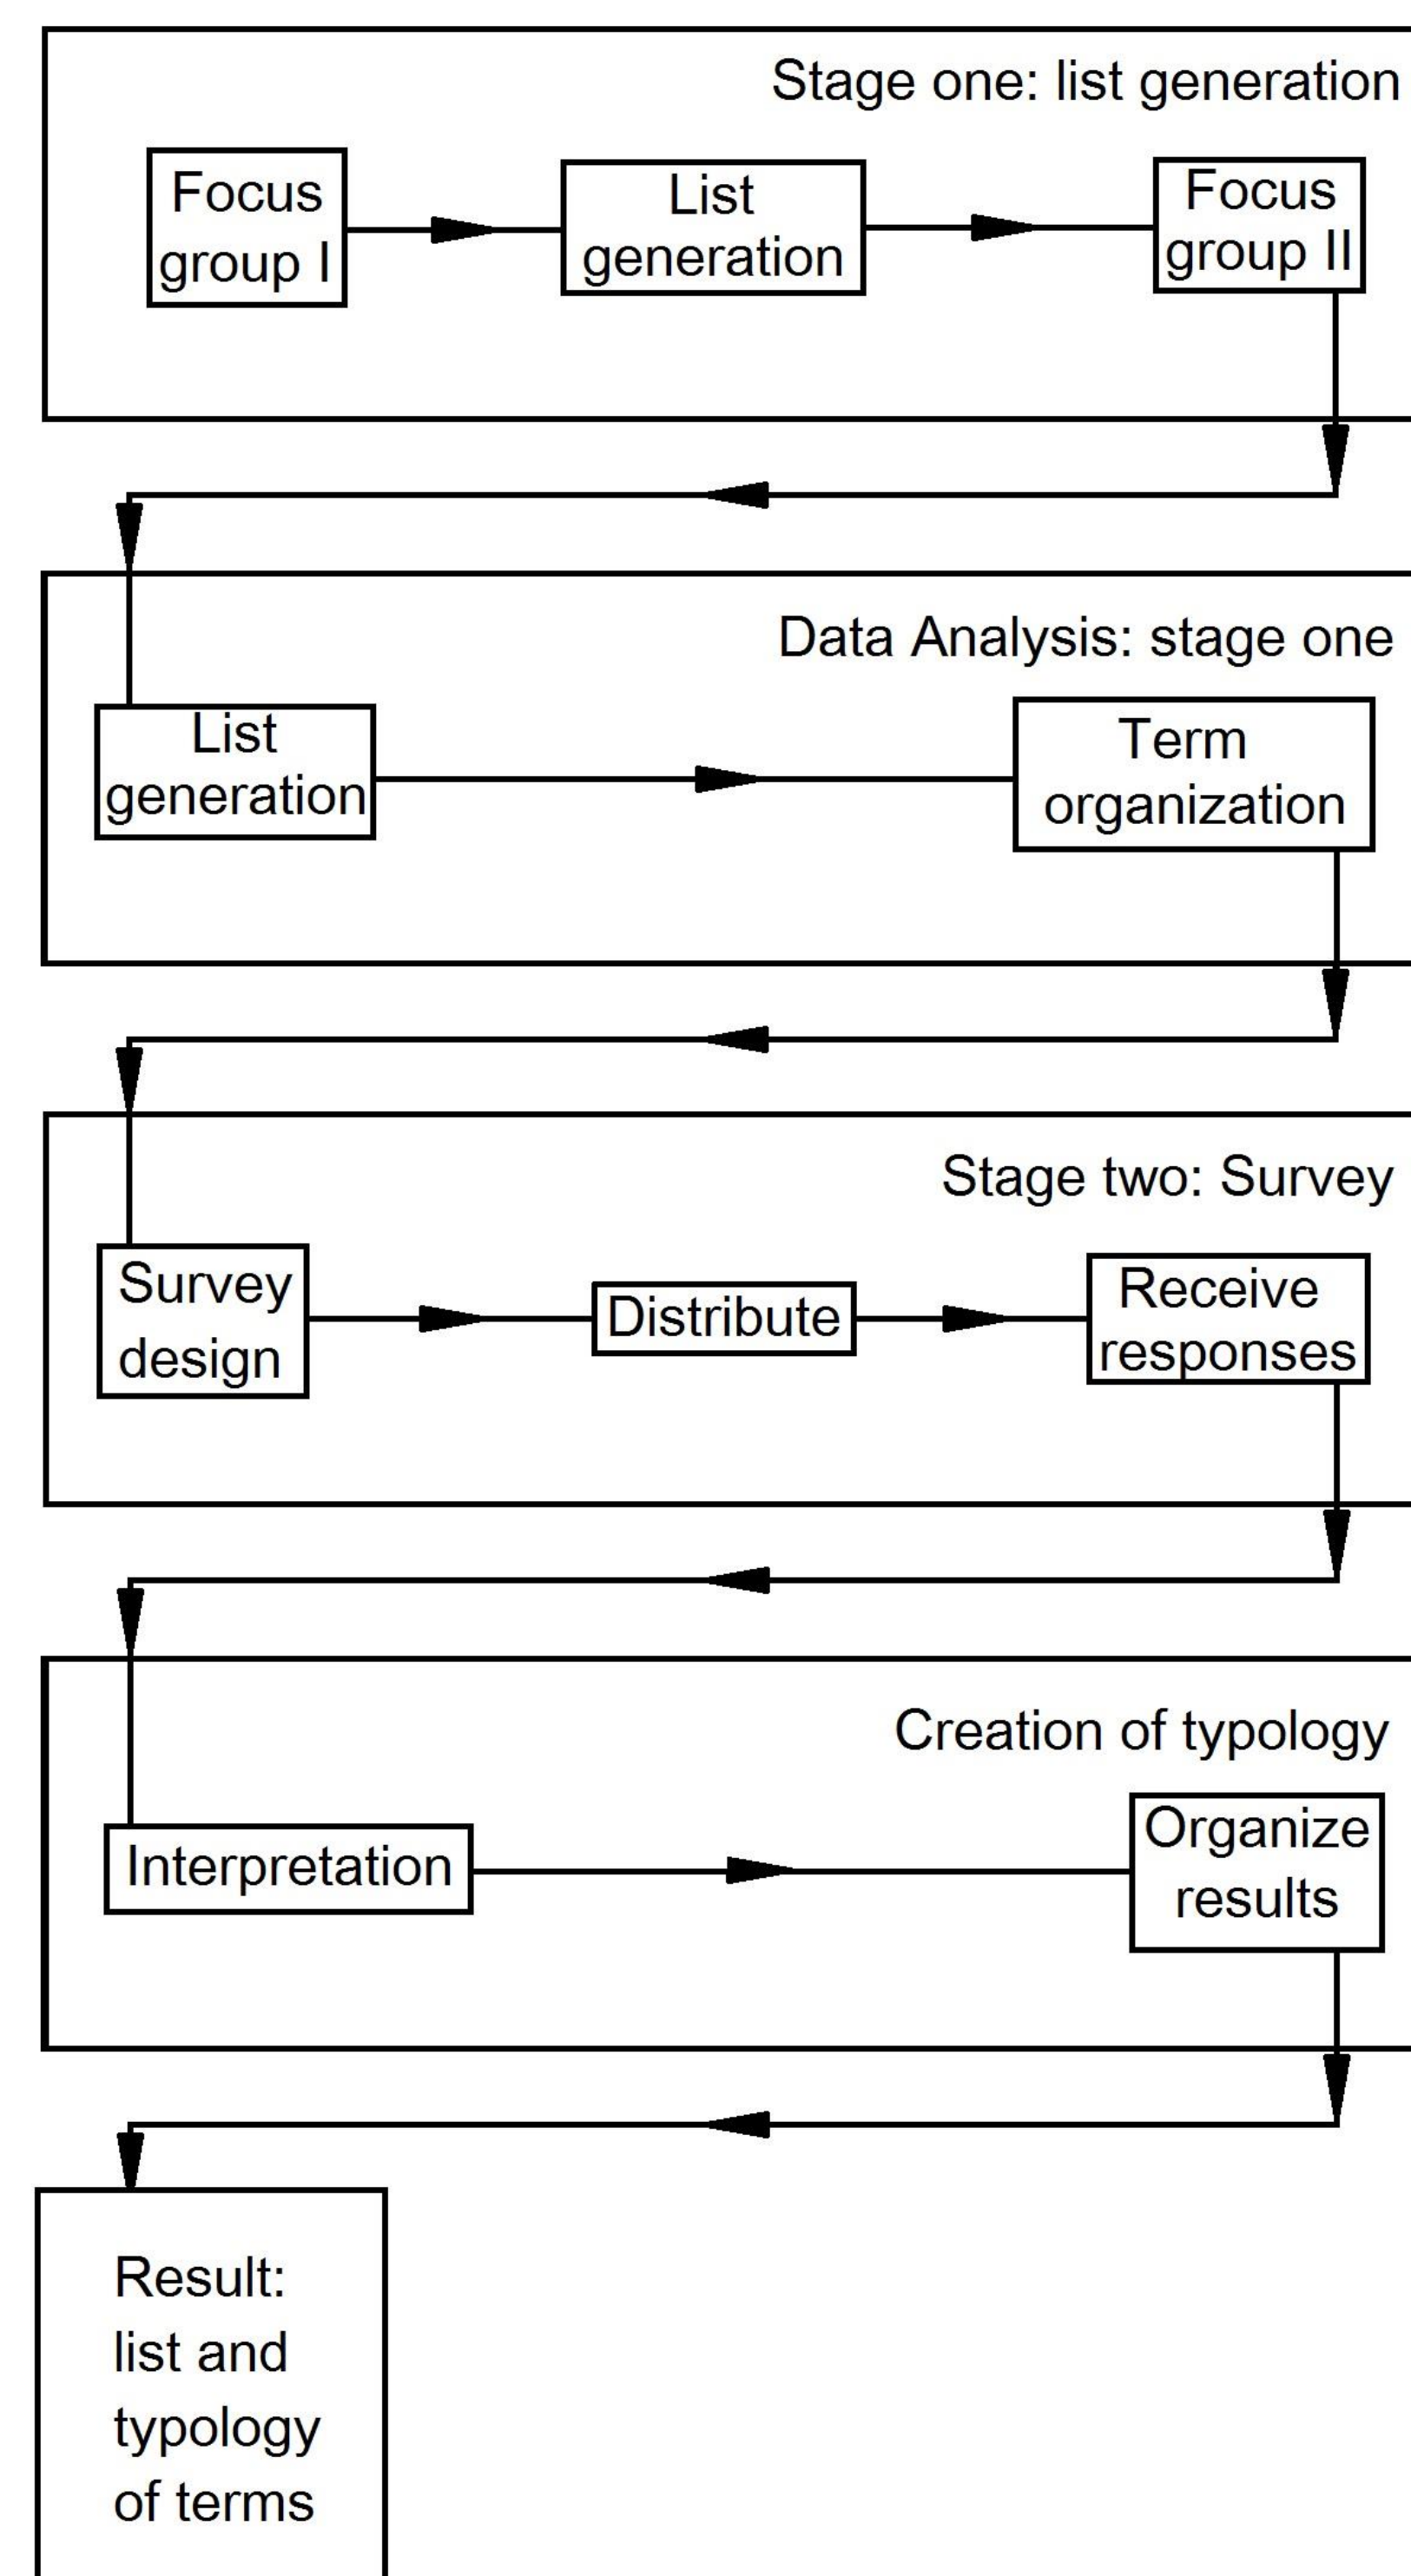 Stage one: list generation
Focus
group I
List
generation
Focus
group II
Data Analysis: stage one
List
generation
Term
organization
Stage two: Survey
Survey
design
Distribute
Receive
responses
Creation of typology
Interpretation
Organize
results
Result:
list and
typology
of terms